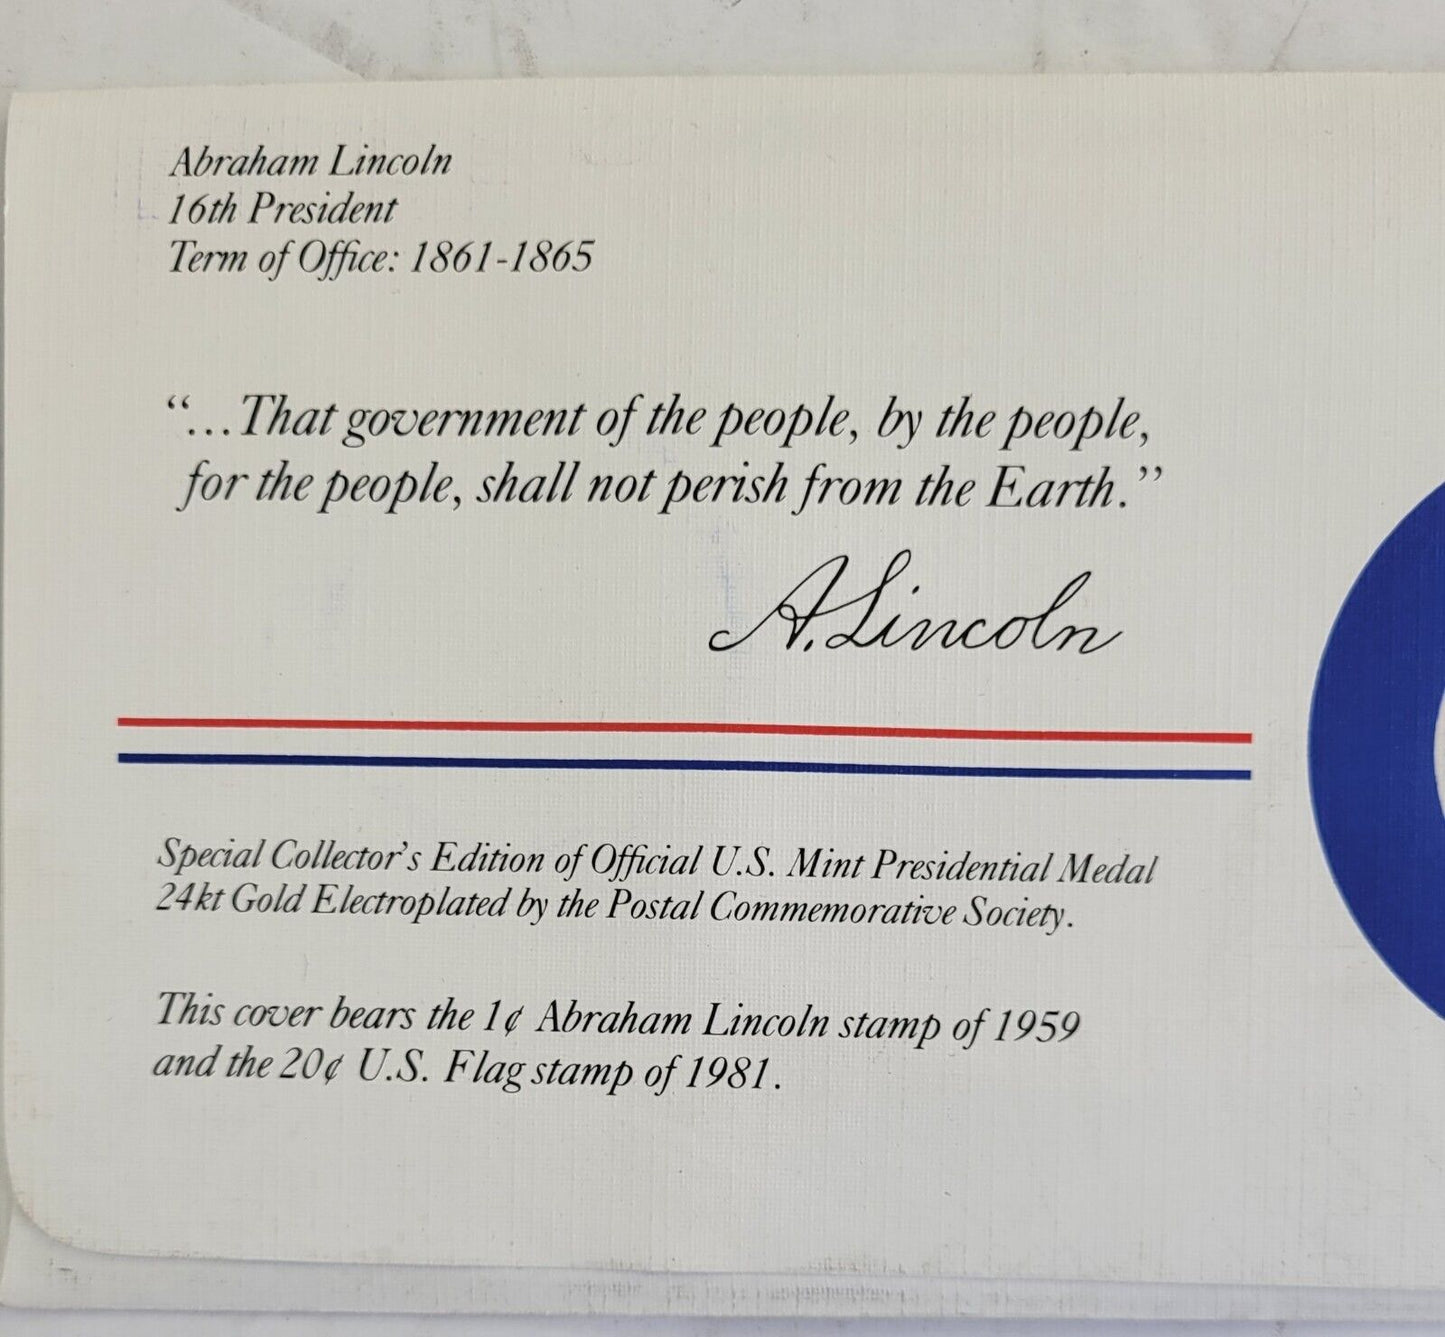 Abraham Lincoln
16th President
Term of Office: 1861-1865
“...That government of the people, by the people,
for the people, shall not perish from the Earth.”
A. Lincoln
Special Collector's Edition of Official U.S. Mint Presidential Medal
24kt Gold Electroplated by the Postal Commemorative Society.
This cover bears the 1¢ Abraham Lincoln stamp of 1959
and the 20¢ U.S. Flag stamp of 1981.